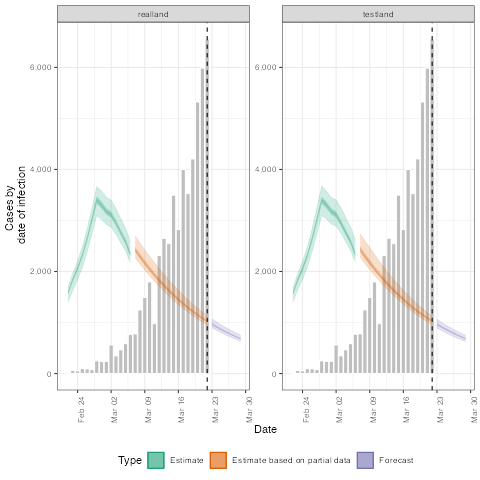 realland
testland
6,000
4,000
2,000
0
6,000
4,000
2,000
0
Cases by
date of infection
Feb 24
Mar 02
Mar 09
Mar 16
Mar 23
Mar 30
Feb 24
Mar 02
Mar 09
Mar 16
Mar 23
Mar 30
Date
Type
Estimate
Estimate based on partial data
Forecast